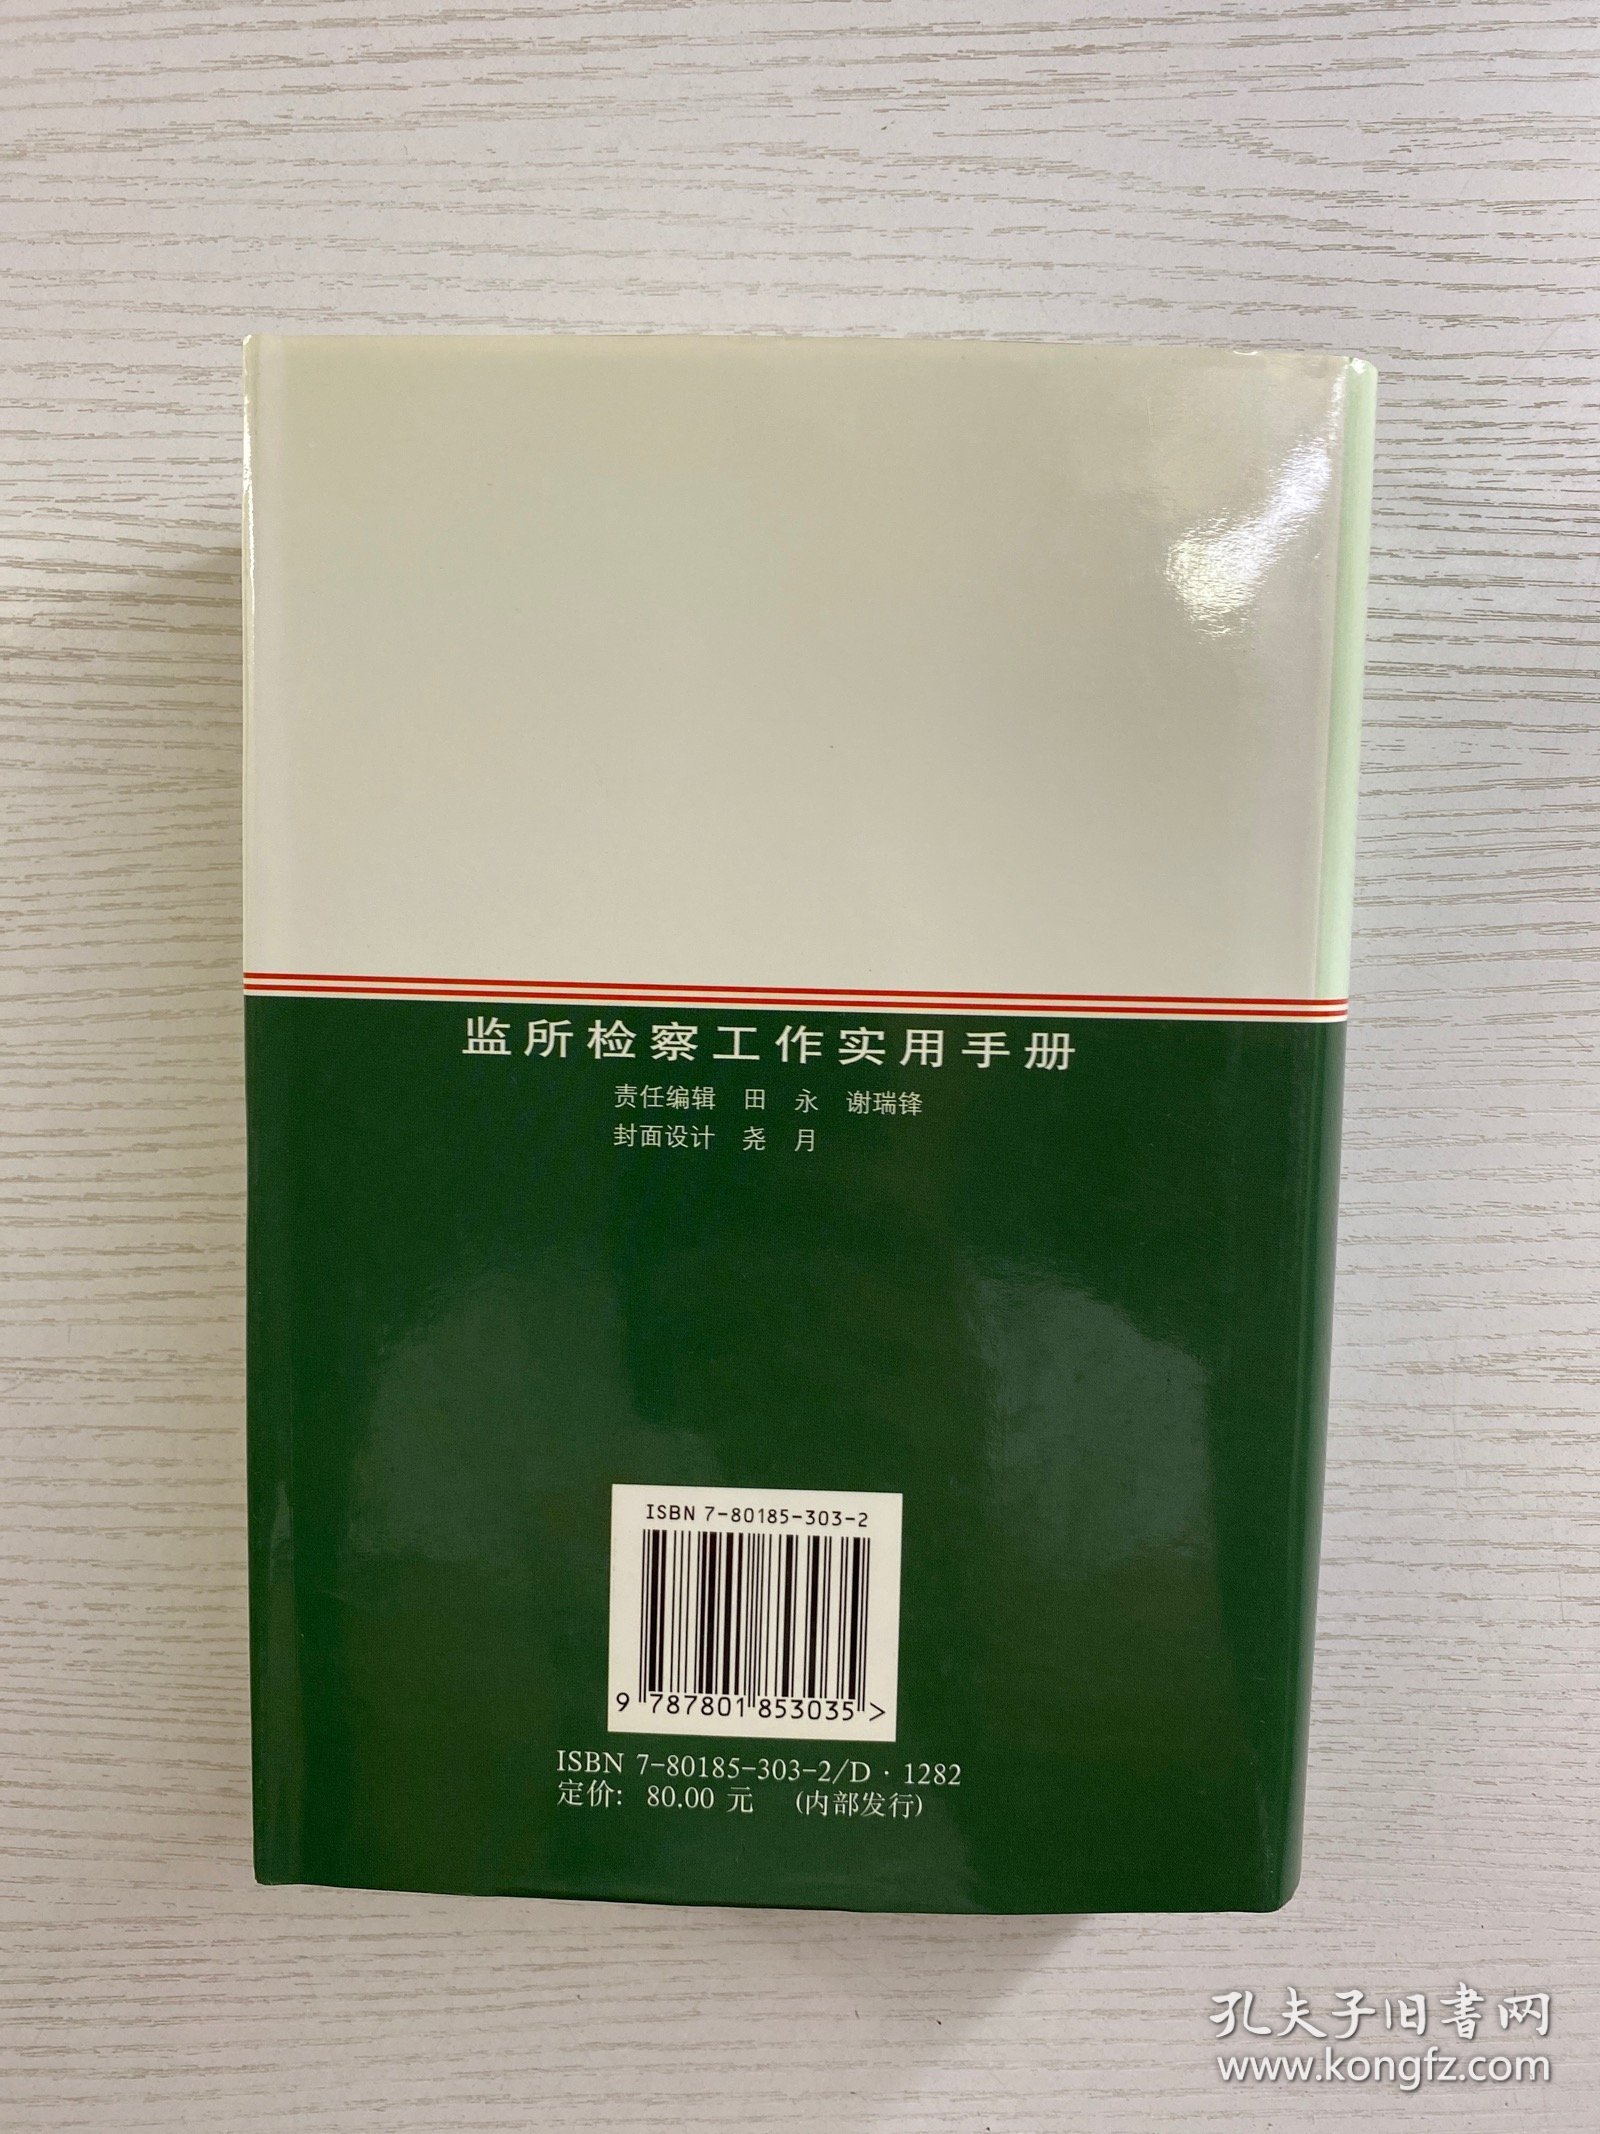 监所检察工作实用手册
责任编辑 田 永 谢瑞锋
封面设计 尧 月
ISBN 7-80185-303-2
9 787801 853035 >
ISBN 7-80185-303-2/D · 1282
定价: 80.00 元 (内部发行)
孔夫子旧书网
www.kongfz.com